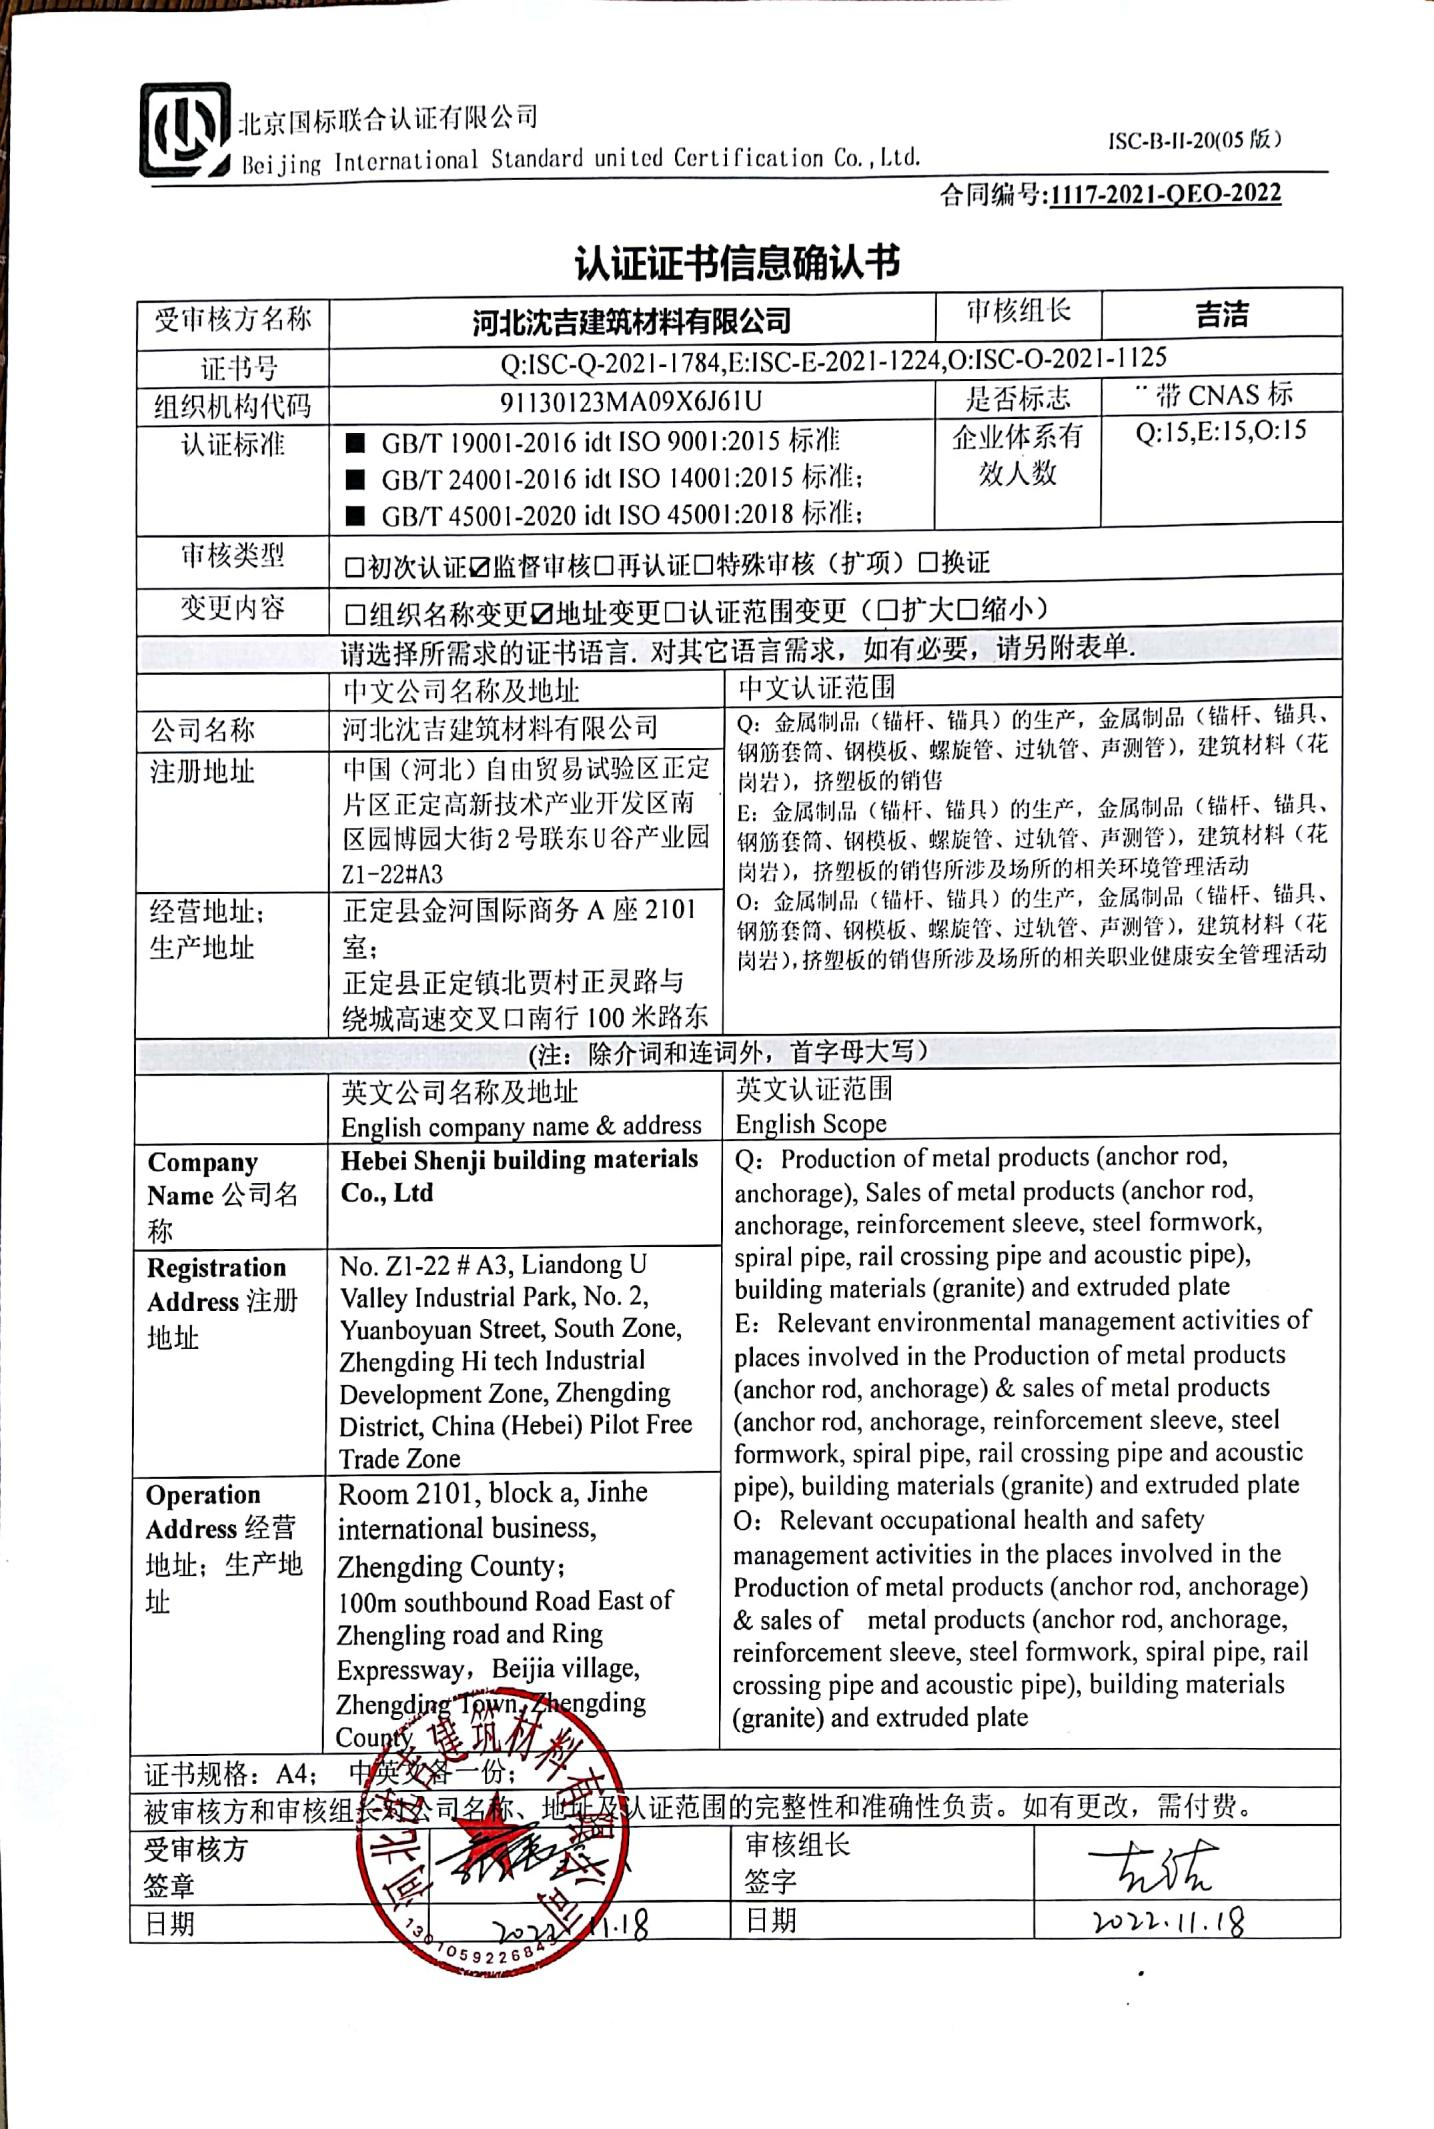 北京国标联合认证有限公司
Beijing International Standard united Certification Co.,Ltd.
ISC-B-II-20(05版)
合同编号:1117-2021-QEO-2022
认证证书信息确认书
受审核方名称 河北沈吉建筑材料有限公司 审核组长 吉洁
证书号 Q:ISC-Q-2021-1784,E:ISC-E-2021-1224,O:ISC-O-2021-1125
组织机构代码 91130123MA09X6J61U 是否标志 ¨带 CNAS 标
认证标准
■ GB/T 19001-2016 idt ISO 9001:2015 标准
■ GB/T 24001-2016 idt ISO 14001:2015 标准;
■ GB/T 45001-2020 idt ISO 45001:2018 标准;
企业体系有
效人数
Q:15,E:15,O:15
审核类型 □初次认证☑监督审核□再认证□特殊审核（扩项）□换证
变更内容 □组织名称变更☑地址变更□认证范围变更（□扩大□缩小）
请选择所需求的证书语言. 对其它语言需求，如有必要，请另附表单.
中文公司名称及地址 中文认证范围
公司名称 河北沈吉建筑材料有限公司
注册地址
中国（河北）自由贸易试验区正定
片区正定高新技术产业开发区南
区园博园大街2号联东U谷产业园
Z1-22#A3
经营地址;
生产地址
正定县金河国际商务 A 座 2101
室;
正定县正定镇北贾村正灵路与
绕城高速交叉口南行 100 米路东
Q：金属制品（锚杆、锚具）的生产，金属制品（锚杆、锚具、
钢筋套筒、钢模板、螺旋管、过轨管、声测管），建筑材料（花
岗岩），挤塑板的销售
E：金属制品（锚杆、锚具）的生产，金属制品（锚杆、锚具、
钢筋套筒、钢模板、螺旋管、过轨管、声测管），建筑材料（花
岗岩），挤塑板的销售所涉及场所的相关环境管理活动
O：金属制品（锚杆、锚具）的生产，金属制品（锚杆、锚具、
钢筋套筒、钢模板、螺旋管、过轨管、声测管），建筑材料（花
岗岩），挤塑板的销售所涉及场所的相关职业健康安全管理活动
(注：除介词和连词外，首字母大写)
英文公司名称及地址
English company name & address
英文认证范围
English Scope
Company
Name 公司名
称
Hebei Shenji building materials
Co., Ltd
Registration
Address 注册
地址
No. Z1-22 # A3, Liandong U
Valley Industrial Park, No. 2,
Yuanboyuan Street, South Zone,
Zhengding Hi tech Industrial
Development Zone, Zhengding
District, China (Hebei) Pilot Free
Trade Zone
Operation
Address 经营
地址；生产地
址
Room 2101, block a, Jinhe
international business,
Zhengding County；
100m southbound Road East of
Zhengling road and Ring
Expressway，Beijia village,
Zhengding Town, Zhengding
County
Q：Production of metal products (anchor rod,
anchorage), Sales of metal products (anchor rod,
anchorage, reinforcement sleeve, steel formwork,
spiral pipe, rail crossing pipe and acoustic pipe),
building materials (granite) and extruded plate
E：Relevant environmental management activities of
places involved in the Production of metal products
(anchor rod, anchorage) & sales of metal products
(anchor rod, anchorage, reinforcement sleeve, steel
formwork, spiral pipe, rail crossing pipe and acoustic
pipe), building materials (granite) and extruded plate
O：Relevant occupational health and safety
management activities in the places involved in the
Production of metal products (anchor rod, anchorage)
& sales of metal products (anchor rod, anchorage,
reinforcement sleeve, steel formwork, spiral pipe, rail
crossing pipe and acoustic pipe), building materials
(granite) and extruded plate
证书规格：A4； 中英文各一份；
被审核方和审核组长对公司名称、地址及认证范围的完整性和准确性负责。如有更改，需付费。
受审核方
签章
审核组长
签字
吉洁
日期 2022.11.18 日期 2022.11.18
河北沈吉建筑材料有限公司